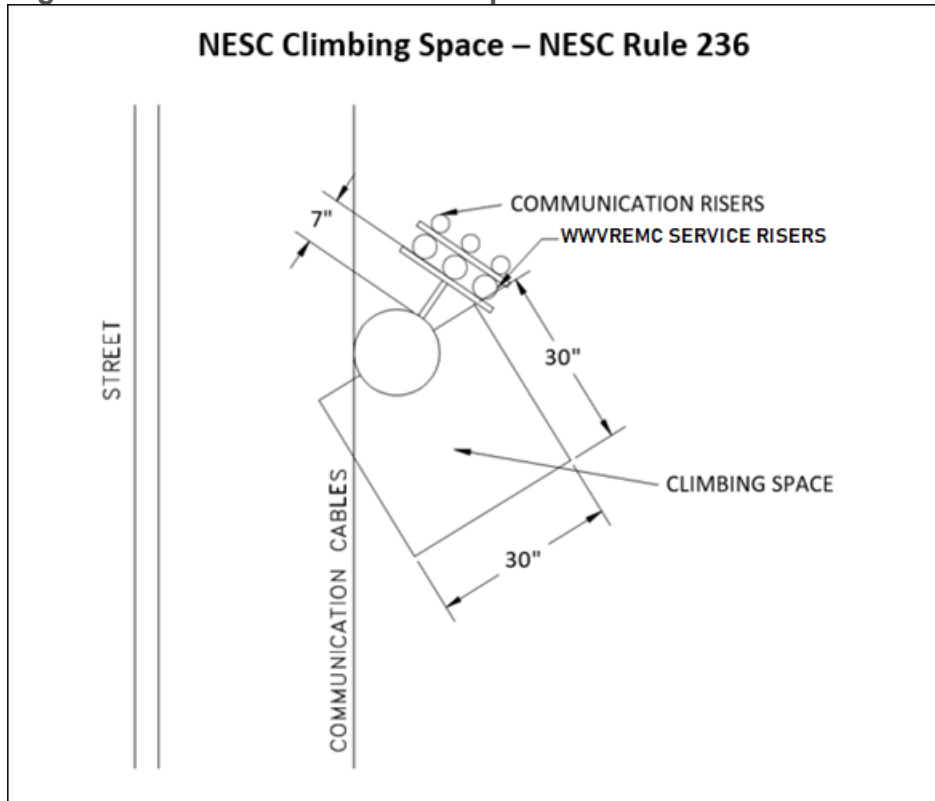 NESC Climbing Space – NESC Rule 236
COMMUNICATION RISERS
7"
WWVREMC SERVICE RISERS
STREET
30"
COMMUNICATION CABLES
CLIMBING SPACE
30"